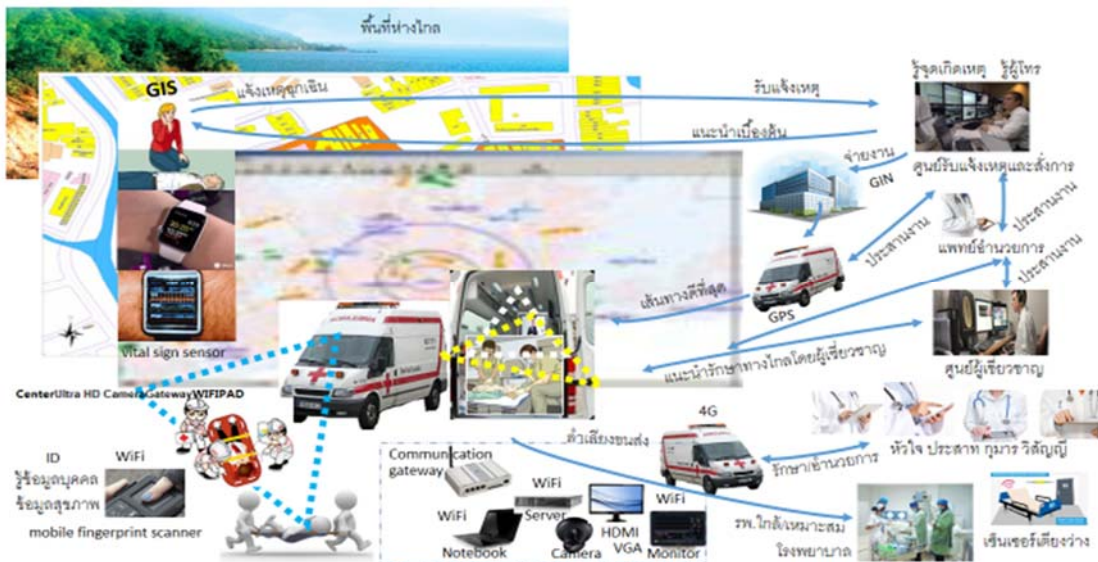 พื้นที่ห่างไกล
GIS
แจ้งเหตุฉุกเฉิน
รับแจ้งเหตุ
รู้จุดเกิดเหตุ รู้ผู้โทร
แนะนำเบื้องต้น
จ่ายงาน
GIN
ศูนย์รับแจ้งเหตุและสั่งการ
ประสานงาน
ประสานงาน
แพทย์อำนวยการ
ประสานงาน
เส้นทางดีที่สุด
GPS
vital sign sensor
แนะนำรักษาทางไกลโดยผู้เชี่ยวชาญ
ศูนย์ผู้เชี่ยวชาญ
CenterUltra HD CameraGatewayWIFIPAD
4G
ลำเลียงขนส่ง
หัวใจ ประสาท กุมาร วิสัญญี
รักษา/อำนวยการ
ID WiFi
รู้ข้อมูลบุคคล
ข้อมูลสุขภาพ
mobile fingerprint scanner
Communication
gateway
WiFi
Server
WiFi
Notebook
Camera
HDMI
VGA
WiFi
Monitor
รพ.ใกล้/เหมาะสม
โรงพยาบาล
เซ็นเซอร์เตียงว่าง